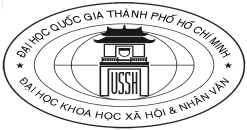 ĐẠI HỌC QUỐC GIA THÀNH PHỐ HỒ CHÍ MINH
USSH
ĐẠI HỌC KHOA HỌC XÃ HỘI & NHÂN VĂN